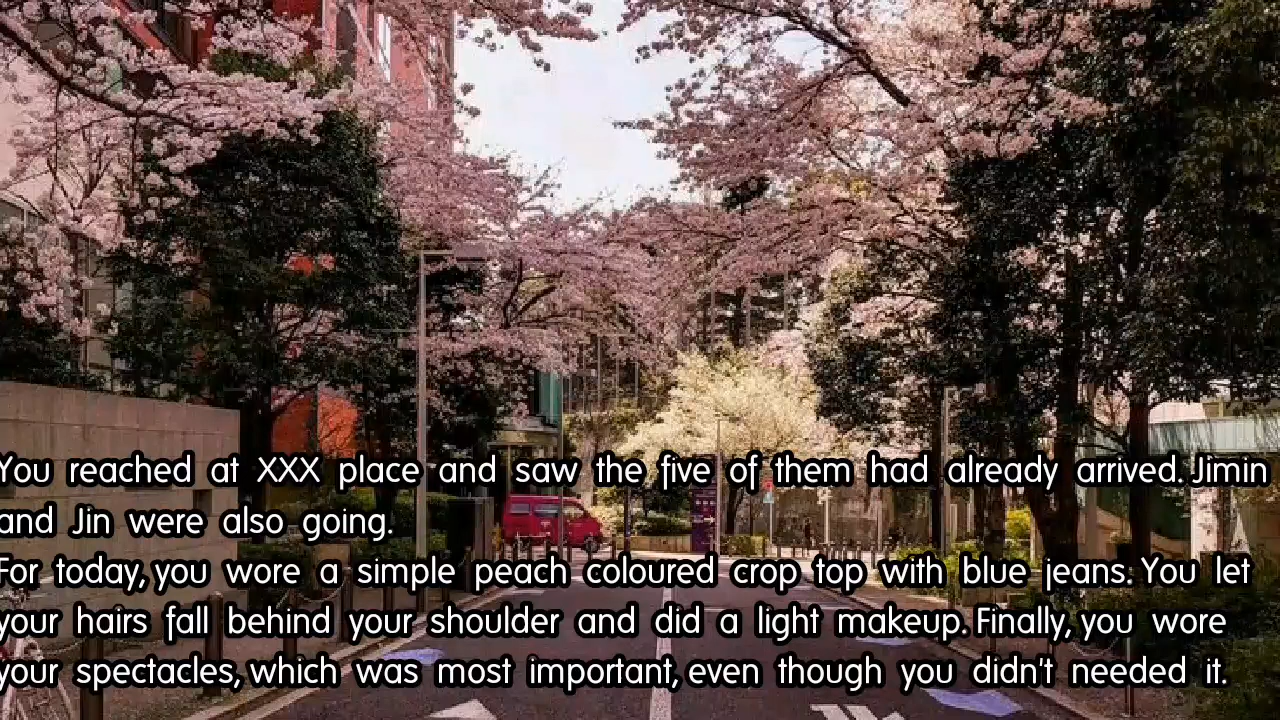 You reached at XXX place and saw the five of them had already arrived. Jimin
and Jin were also going.
For today, you wore a simple peach coloured crop top with blue jeans. You let
your hairs fall behind your shoulder and did a light makeup. Finally, you wore
your spectacles, which was most important, even though you didn't needed it.